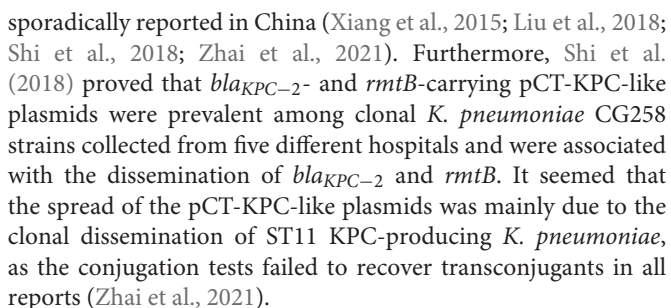 sporadically reported in China (Xiang et al., 2015; Liu et al., 2018;
Shi et al., 2018; Zhai et al., 2021). Furthermore, Shi et al.
(2018) proved that bla_KPC−2- and rmtB-carrying pCT-KPC-like
plasmids were prevalent among clonal K. pneumoniae CG258
strains collected from five different hospitals and were associated
with the dissemination of bla_KPC−2 and rmtB. It seemed that
the spread of the pCT-KPC-like plasmids was mainly due to the
clonal dissemination of ST11 KPC-producing K. pneumoniae,
as the conjugation tests failed to recover transconjugants in all
reports (Zhai et al., 2021).